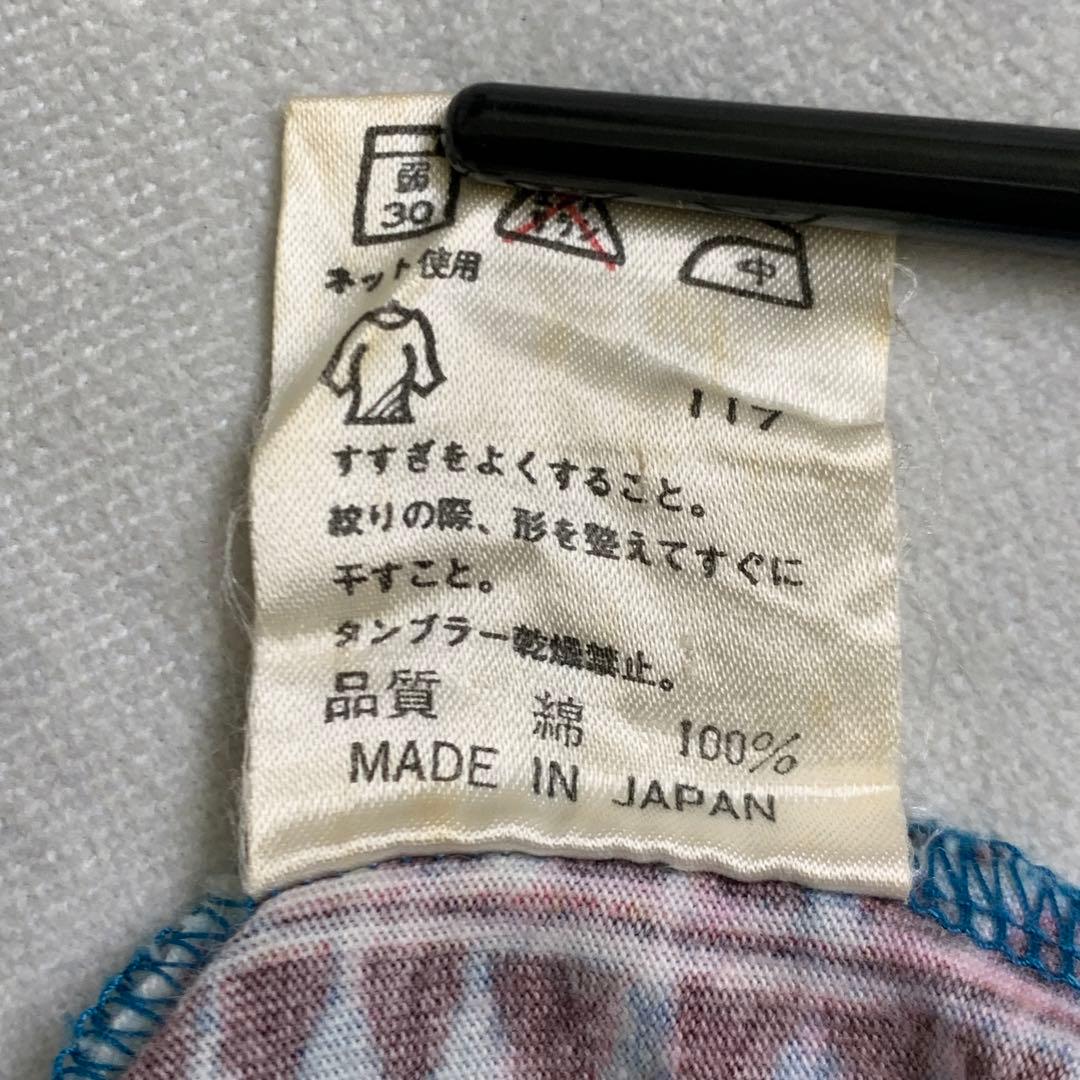 弱
30
中
ネット使用
117
すすぎをよくすること。
絞りの際、形を整えてすぐに
干すこと。
タンブラー乾燥禁止。
品質 綿 100%
MADE IN JAPAN